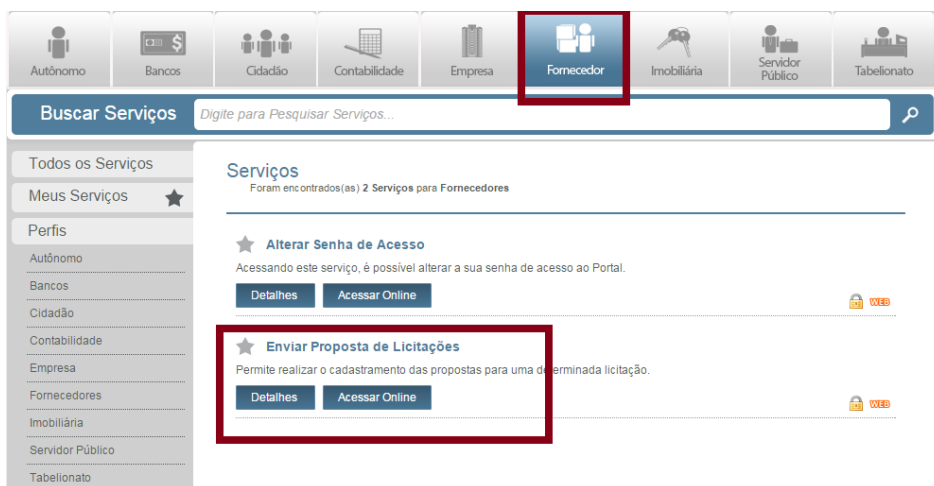 Autônomo
Bancos
Cidadão
Contabilidade
Empresa
Fornecedor
Imobiliária
Servidor
Público
Tabelionato
Buscar Serviços
Digite para Pesquisar Serviços...
Todos os Serviços
Meus Serviços
Perfis
Autônomo
Bancos
Cidadão
Contabilidade
Empresa
Fornecedores
Imobiliária
Servidor Público
Tabelionato
Serviços
Foram encontrados(as) 2 Serviços para Fornecedores
Alterar Senha de Acesso
Acessando este serviço, è possível alterar a sua senha de acesso ao Portal.
Detalhes
Acessar Online
WEB
Enviar Proposta de Licitações
Permite realizar o cadastramento das propostas para uma determinada licitação.
Detalhes
Acessar Online
WEB